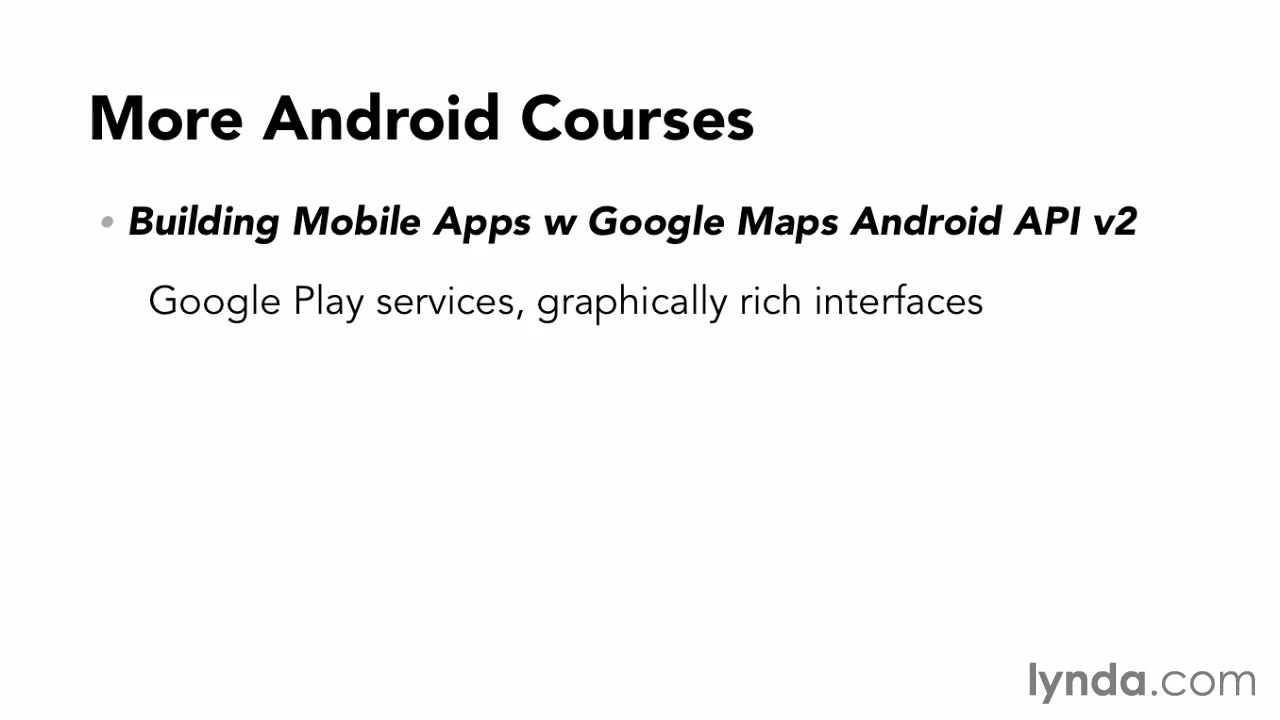 More Android Courses
• Building Mobile Apps w Google Maps Android API v2
Google Play services, graphically rich interfaces
lynda.com